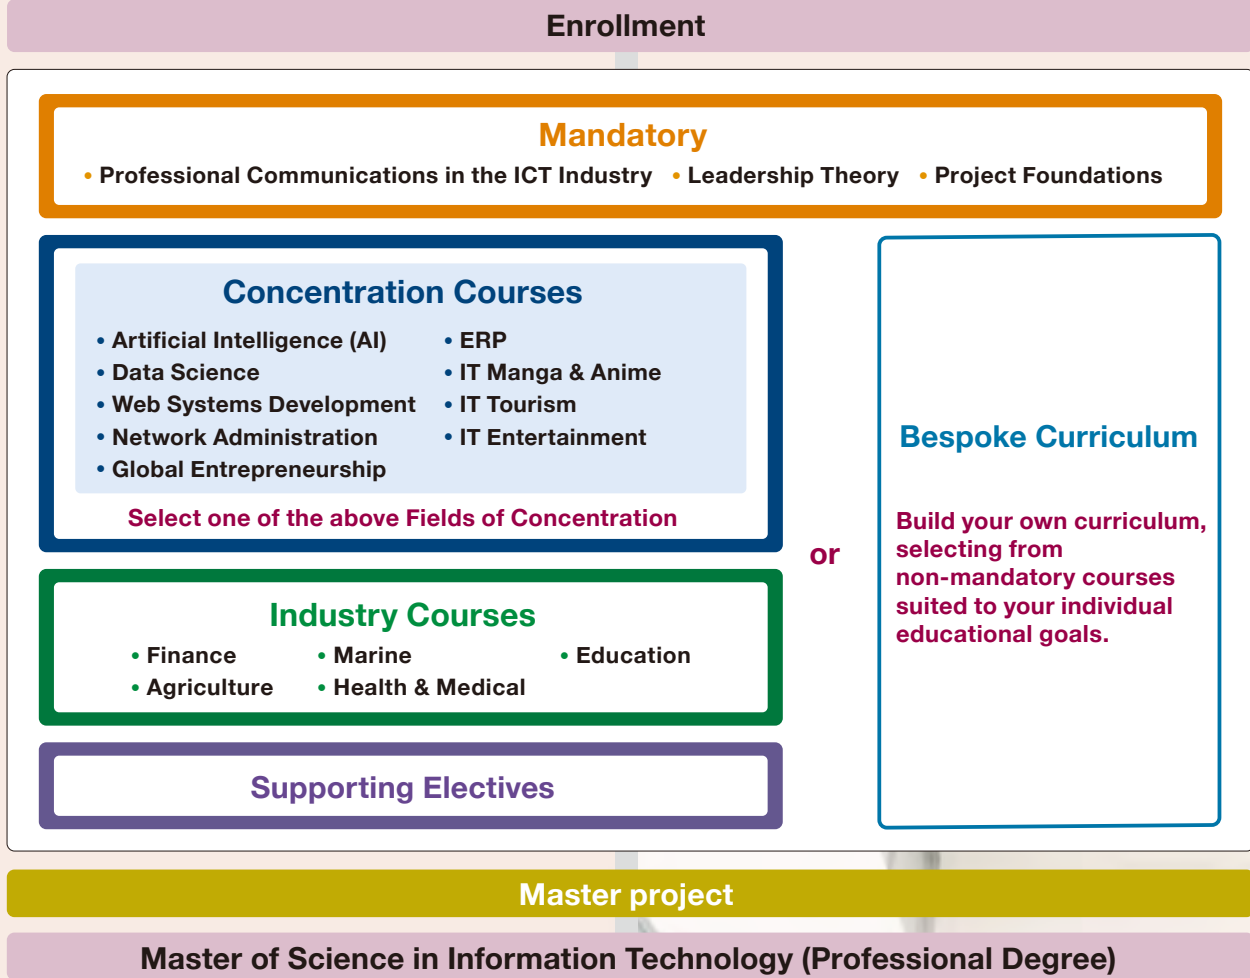 Enrollment
Mandatory
• Professional Communications in the ICT Industry • Leadership Theory • Project Foundations
Concentration Courses
• Artificial Intelligence (AI)
• Data Science
• Web Systems Development
• Network Administration
• Global Entrepreneurship
• ERP
• IT Manga & Anime
• IT Tourism
• IT Entertainment
Select one of the above Fields of Concentration
Industry Courses
• Finance
• Agriculture
• Marine
• Health & Medical
• Education
Supporting Electives
or
Bespoke Curriculum
Build your own curriculum,
selecting from
non-mandatory courses
suited to your individual
educational goals.
Master project
Master of Science in Information Technology (Professional Degree)